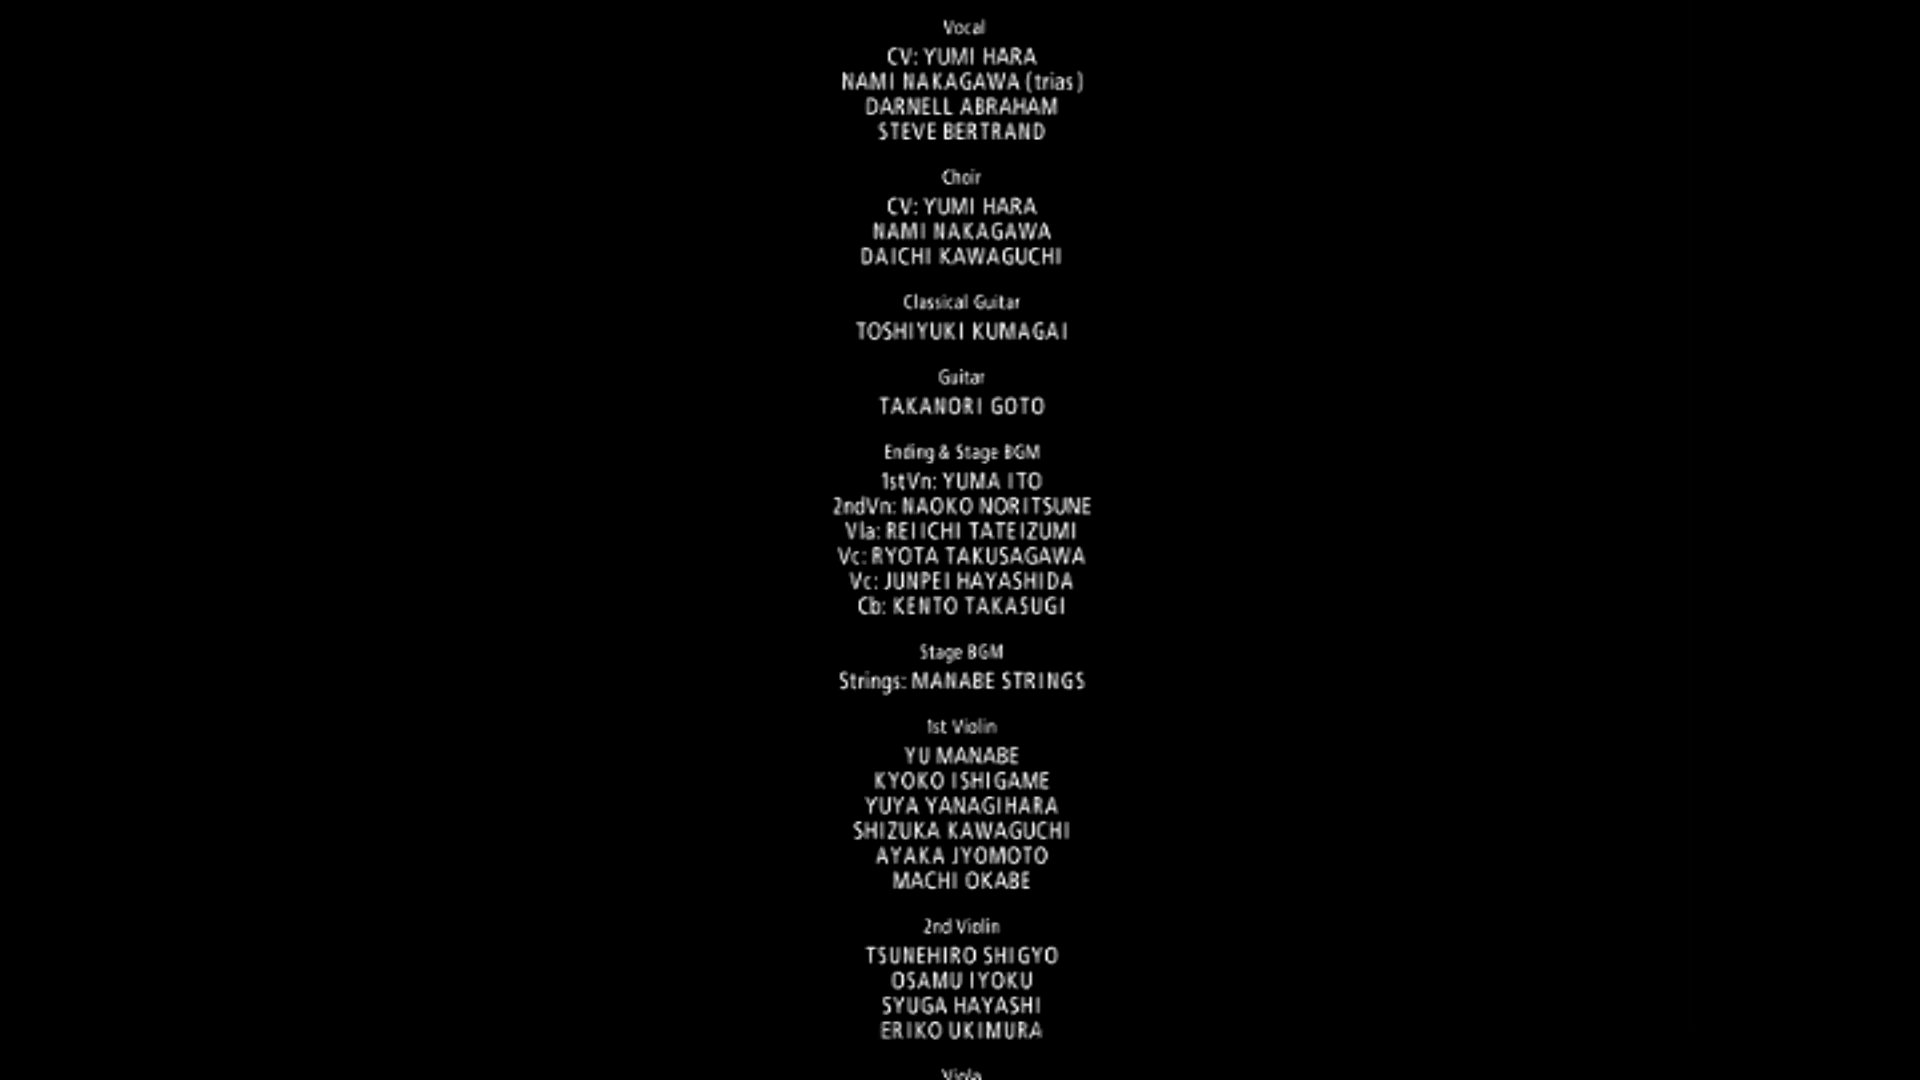 Vocal
CV: YUMI HARA
NAMI NAKAGAWA (trias)
DARNELL ABRAHAM
STEVE BERTRAND
Choir
CV: YUMI HARA
NAMI NAKAGAWA
DAICHI KAWAGUCHI
Classical Guitar
TOSHIYUKI KUMAGAI
Guitar
TAKANORI GOTO
Ending & Stage BGM
1stVn: YUMA ITO
2ndVn: NAOKO NORITSUNE
Vla: REIICHI TATEIZUMI
Vc: RYOTA TAKUSAGAWA
Vc: JUNPEI HAYASHIDA
Cb: KENTO TAKASUGI
Stage BGM
Strings: MANABE STRINGS
1st Violin
YU MANABE
KYOKO ISHIGAME
YUYA YANAGIHARA
SHIZUKA KAWAGUCHI
AYAKA JYOMOTO
MACHI OKABE
2nd Violin
TSUNEHIRO SHIGYO
OSAMU IYOKU
SYUGA HAYASHI
ERIKO UKIMURA
Viola